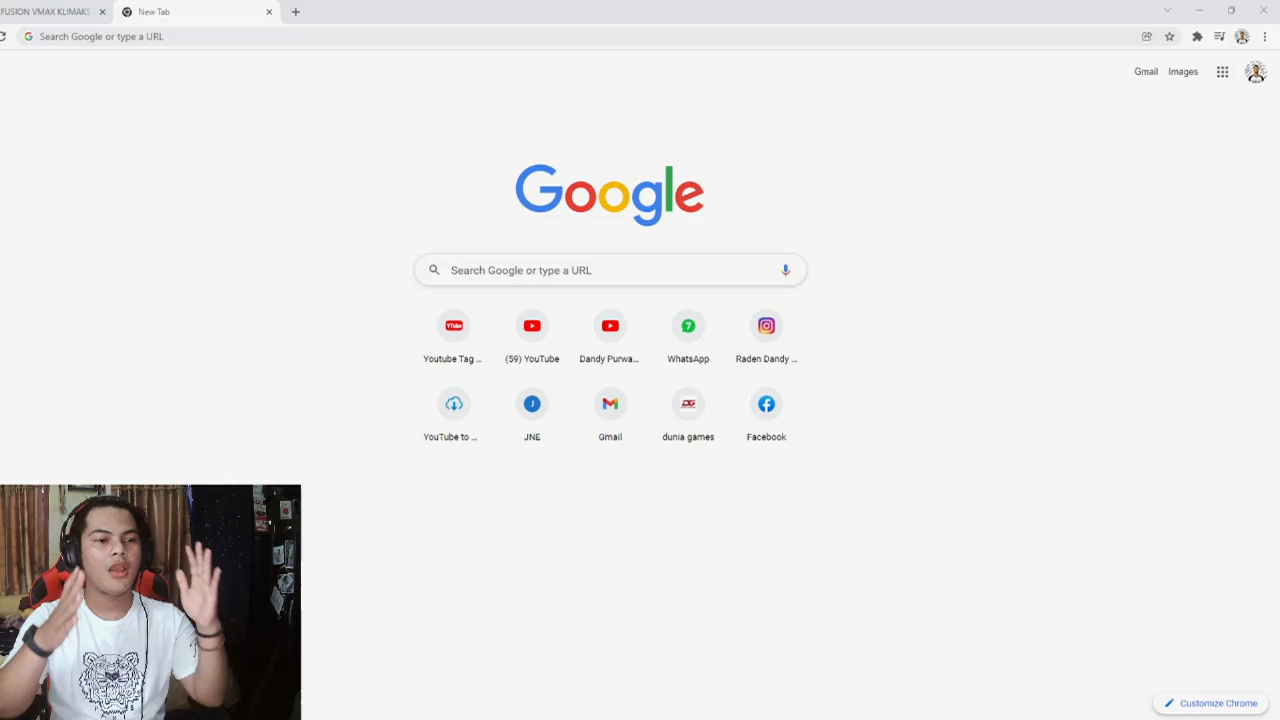 FUSION VMAX KLIMAKS
New Tab
Search Google or type a URL
Gmail Images
Google
Search Google or type a URL
Youtube Tag ...
(59) YouTube
Dandy Purwa...
WhatsApp
Raden Dandy ...
YouTube to ...
JNE
Gmail
dunia games
Facebook
Customize Chrome